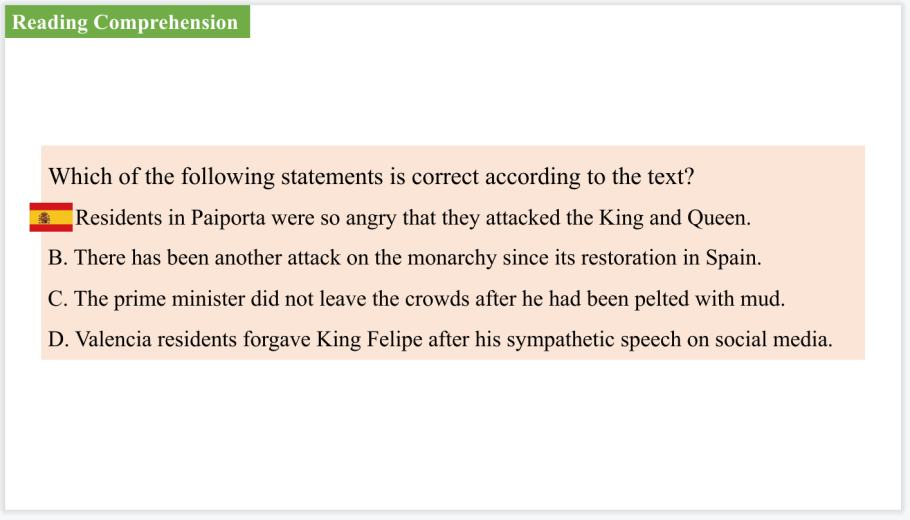 Reading Comprehension
Which of the following statements is correct according to the text?
Residents in Paiporta were so angry that they attacked the King and Queen.
B. There has been another attack on the monarchy since its restoration in Spain.
C. The prime minister did not leave the crowds after he had been pelted with mud.
D. Valencia residents forgave King Felipe after his sympathetic speech on social media.